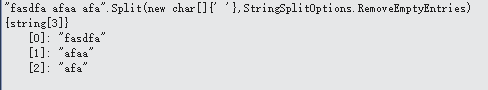 "fasdfa afaa afa".Split(new char[]{' '},StringSplitOptions.RemoveEmptyEntries)
{string[3]}
    [0]: "fasdfa"
    [1]: "afaa"
    [2]: "afa"